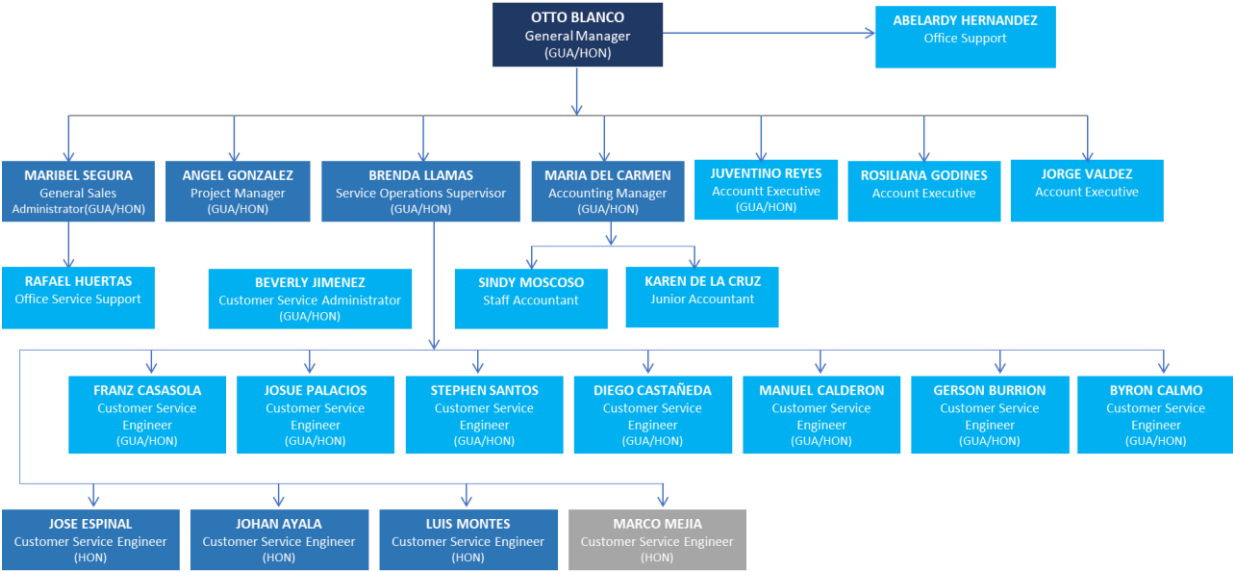 OTTO BLANCO
General Manager
(GUA/HON)
ABELARDY HERNANDEZ
Office Support
MARIBEL SEGURA
General Sales
Administrator(GUA/HON)
ANGEL GONZALEZ
Project Manager
(GUA/HON)
BRENDA LLAMAS
Service Operations Supervisor
(GUA/HON)
MARIA DEL CARMEN
Accounting Manager
(GUA/HON)
JUVENTINO REYES
Accountt Executive
(GUA/HON)
ROSILIANA GODINES
Account Executive
JORGE VALDEZ
Account Executive
RAFAEL HUERTAS
Office Service Support
BEVERLY JIMENEZ
Customer Service Administrator
(GUA/HON)
SINDY MOSCOSO
Staff Accountant
KAREN DE LA CRUZ
Junior Accountant
FRANZ CASASOLA
Customer Service
Engineer
(GUA/HON)
JOSUE PALACIOS
Customer Service
Engineer
(GUA/HON)
STEPHEN SANTOS
Customer Service
Engineer
(GUA/HON)
DIEGO CASTAÑEDA
Customer Service
Engineer
(GUA/HON)
MANUEL CALDERON
Customer Service
Engineer
(GUA/HON)
GERSON BURRION
Customer Service
Engineer
(GUA/HON)
BYRON CALMO
Customer Service
Engineer
(GUA/HON)
JOSE ESPINAL
Customer Service Engineer
(HON)
JOHAN AYALA
Customer Service Engineer
(HON)
LUIS MONTES
Customer Service Engineer
(HON)
MARCO MEJIA
Customer Service Engineer
(HON)